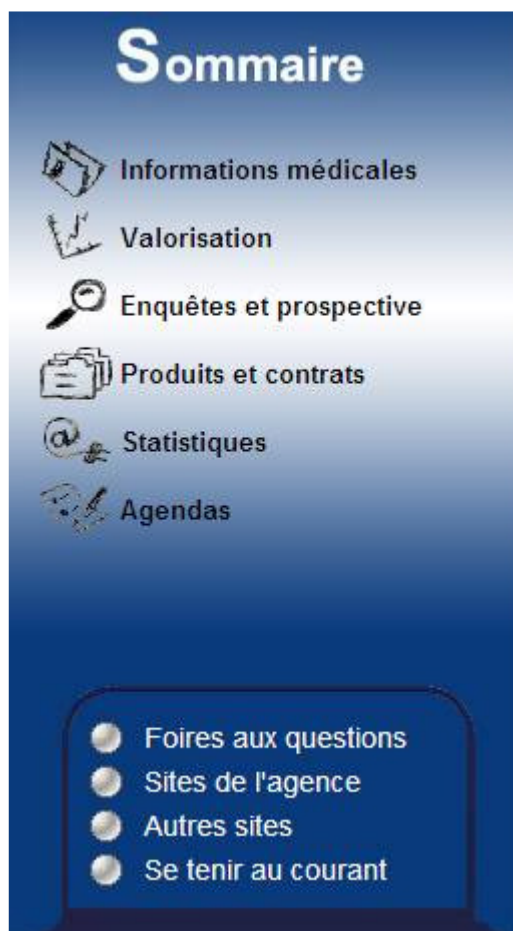 Sommaire
Informations médicales
Valorisation
Enquêtes et prospective
Produits et contrats
Statistiques
Agendas
Foires aux questions
Sites de l'agence
Autres sites
Se tenir au courant